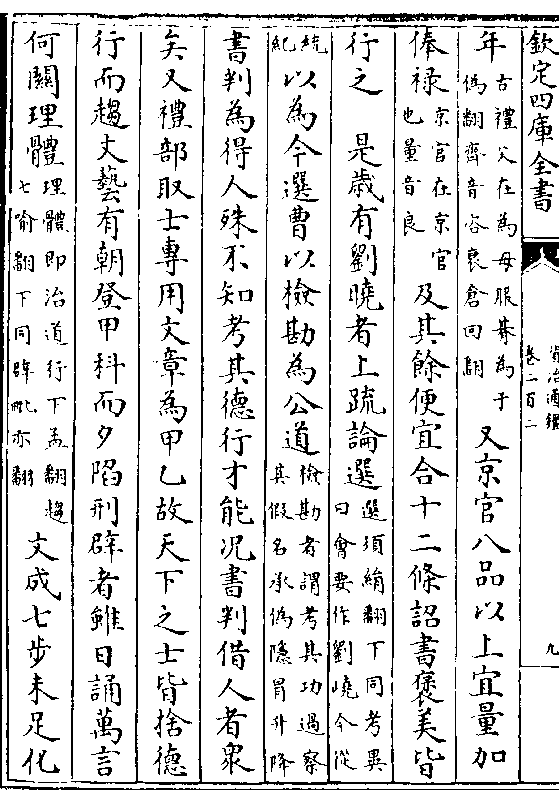 欽定四庫全書
資治通鑑
卷二百二
九
年古禮父在為母服朞為于偽翻齊音咨衰倉回翻又京官八品以上宜量加
俸禄京官在京官也量音良及其餘便宜合十二條詔書褒美皆
行之 是歲有劉曉者上疏論選選須絹翻下同考異曰會要作劉嶢今從
統紀以為今選曹以檢勘為公道檢勘者謂考其功過察其假名承偽隱冒升降
書判為得人殊不知考其德行才能況書判借人者衆
矣又禮部取士專用文章為甲乙故天下之士皆捨德
行而趨文藝有朝登甲科而夕陷刑辟者雖日誦萬言
何關理體理體即治道行下孟翻趨七喻翻下同辟毗亦翻文成七步未足化